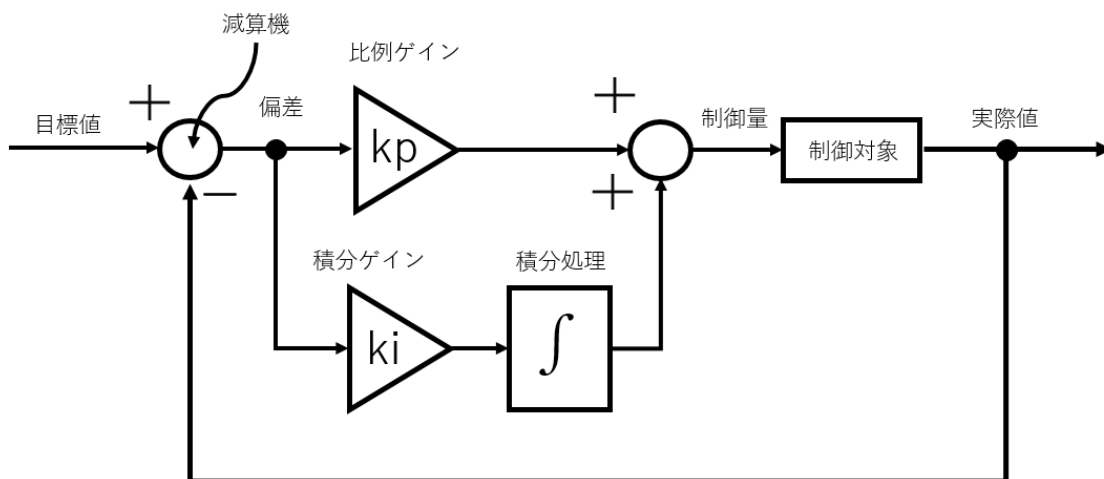 減算機
比例ゲイン
+
目標値
偏差
kp
+
制御量
制御対象
実際値
−
+
積分ゲイン
積分処理
ki
∫